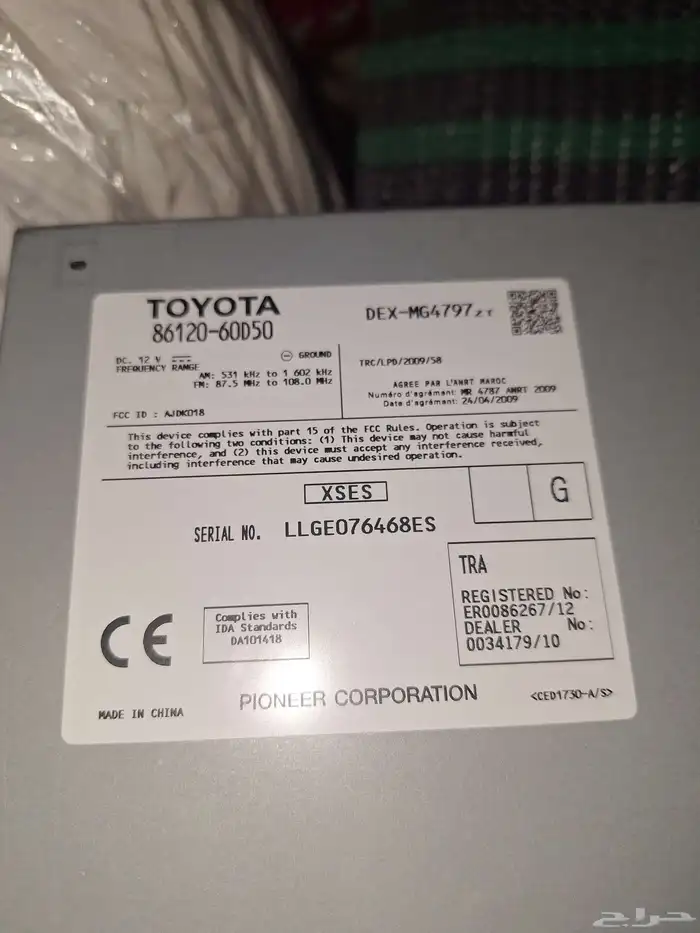 TOYOTA
86120-60D50
DEX-MG4797 ZT
DC. 12 V
GROUND
FREQUENCY RANGE
AM: 531 kHz to 1 602 kHz
FM: 87.5 MHz to 108.0 MHz
FCC ID : AJDK018
TRC/LPD/2009/58
AGREE PAR L'ANRT MAROC
Numéro d'agrément: MR 4787 ANRT 2009
Date d'agrément: 24/04/2009
This device complies with part 15 of the FCC Rules. Operation is subject
to the following two conditions: (1) This device may not cause harmful
interference, and (2) this device must accept any interference received,
including interference that may cause undesired operation.
XSES
G
SERIAL NO. LLGE076468ES
TRA
REGISTERED No:
ER0086267/12
DEALER No:
0034179/10
CE
Complies with
IDA Standards
DA101418
PIONEER CORPORATION
<CED1730-A/S>
MADE IN CHINA
حراج